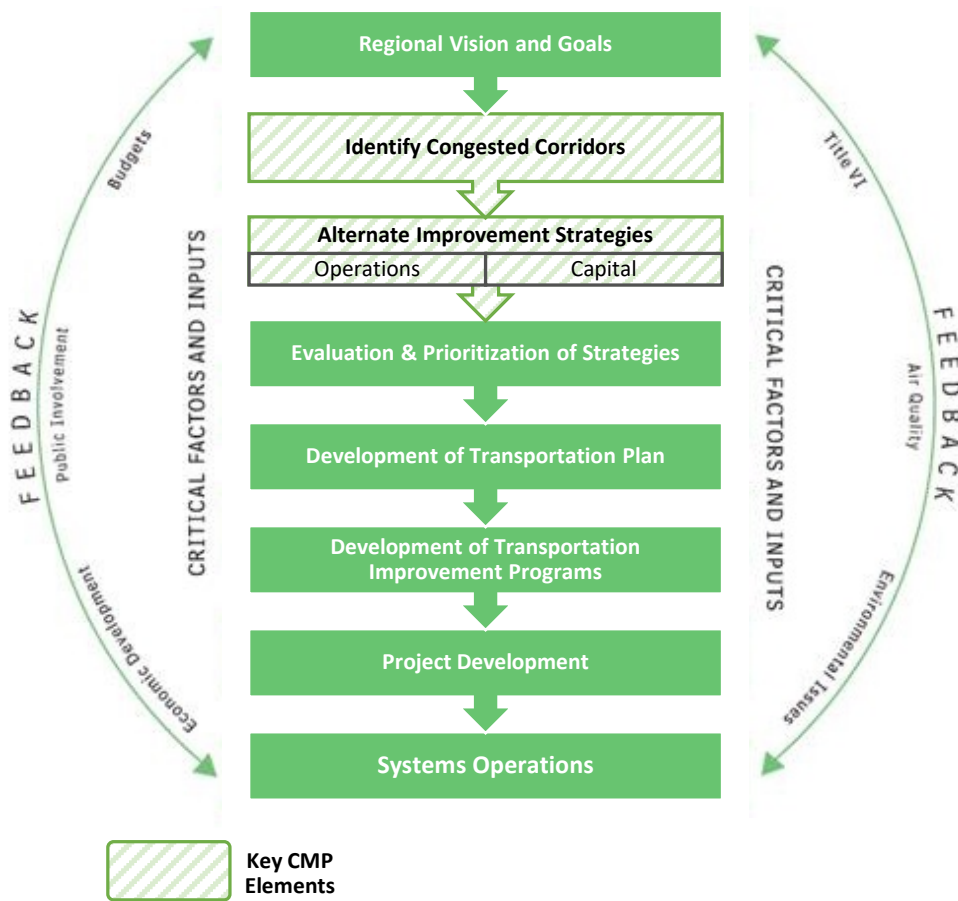 Regional Vision and Goals
Identify Congested Corridors
Alternate Improvement Strategies
Operations
Capital
Evaluation & Prioritization of Strategies
Development of Transportation Plan
Development of Transportation
Improvement Programs
Project Development
Systems Operations
FEEDBACK
Budgets
Public Involvement
Economic Development
CRITICAL FACTORS AND INPUTS
CRITICAL FACTORS AND INPUTS
Title VI
Air Quality
Environmental Issues
FEEDBACK
Key CMP
Elements